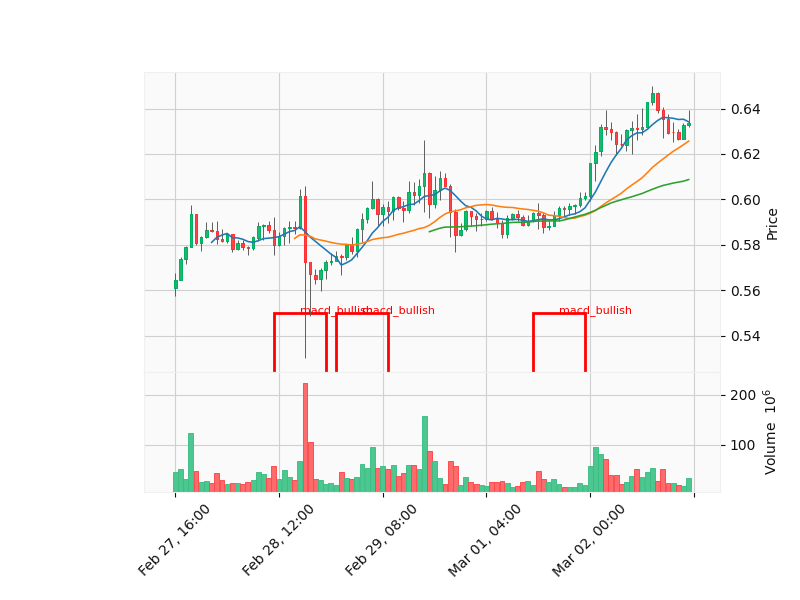 0.64
0.62
0.60
0.58
0.56
0.54
Price
macd_bullish
macd_bullish
macd_bullish
200
100
Volume 10^6
Feb 27, 16:00
Feb 28, 12:00
Feb 29, 08:00
Mar 01, 04:00
Mar 02, 00:00